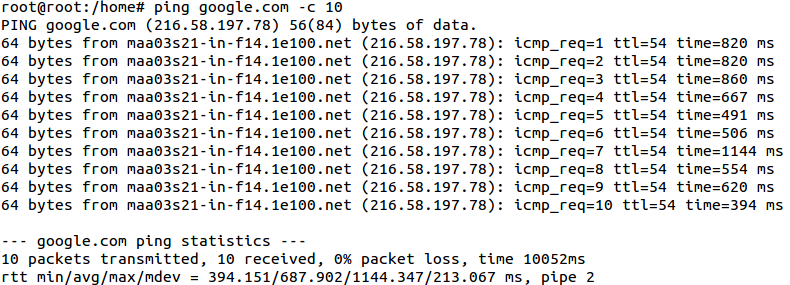 root@root:/home# ping google.com -c 10
PING google.com (216.58.197.78) 56(84) bytes of data.
64 bytes from maa03s21-in-f14.1e100.net (216.58.197.78): icmp_req=1 ttl=54 time=820 ms
64 bytes from maa03s21-in-f14.1e100.net (216.58.197.78): icmp_req=2 ttl=54 time=820 ms
64 bytes from maa03s21-in-f14.1e100.net (216.58.197.78): icmp_req=3 ttl=54 time=860 ms
64 bytes from maa03s21-in-f14.1e100.net (216.58.197.78): icmp_req=4 ttl=54 time=667 ms
64 bytes from maa03s21-in-f14.1e100.net (216.58.197.78): icmp_req=5 ttl=54 time=491 ms
64 bytes from maa03s21-in-f14.1e100.net (216.58.197.78): icmp_req=6 ttl=54 time=506 ms
64 bytes from maa03s21-in-f14.1e100.net (216.58.197.78): icmp_req=7 ttl=54 time=1144 ms
64 bytes from maa03s21-in-f14.1e100.net (216.58.197.78): icmp_req=8 ttl=54 time=554 ms
64 bytes from maa03s21-in-f14.1e100.net (216.58.197.78): icmp_req=9 ttl=54 time=620 ms
64 bytes from maa03s21-in-f14.1e100.net (216.58.197.78): icmp_req=10 ttl=54 time=394 ms
--- google.com ping statistics ---
10 packets transmitted, 10 received, 0% packet loss, time 10052ms
rtt min/avg/max/mdev = 394.151/687.902/1144.347/213.067 ms, pipe 2